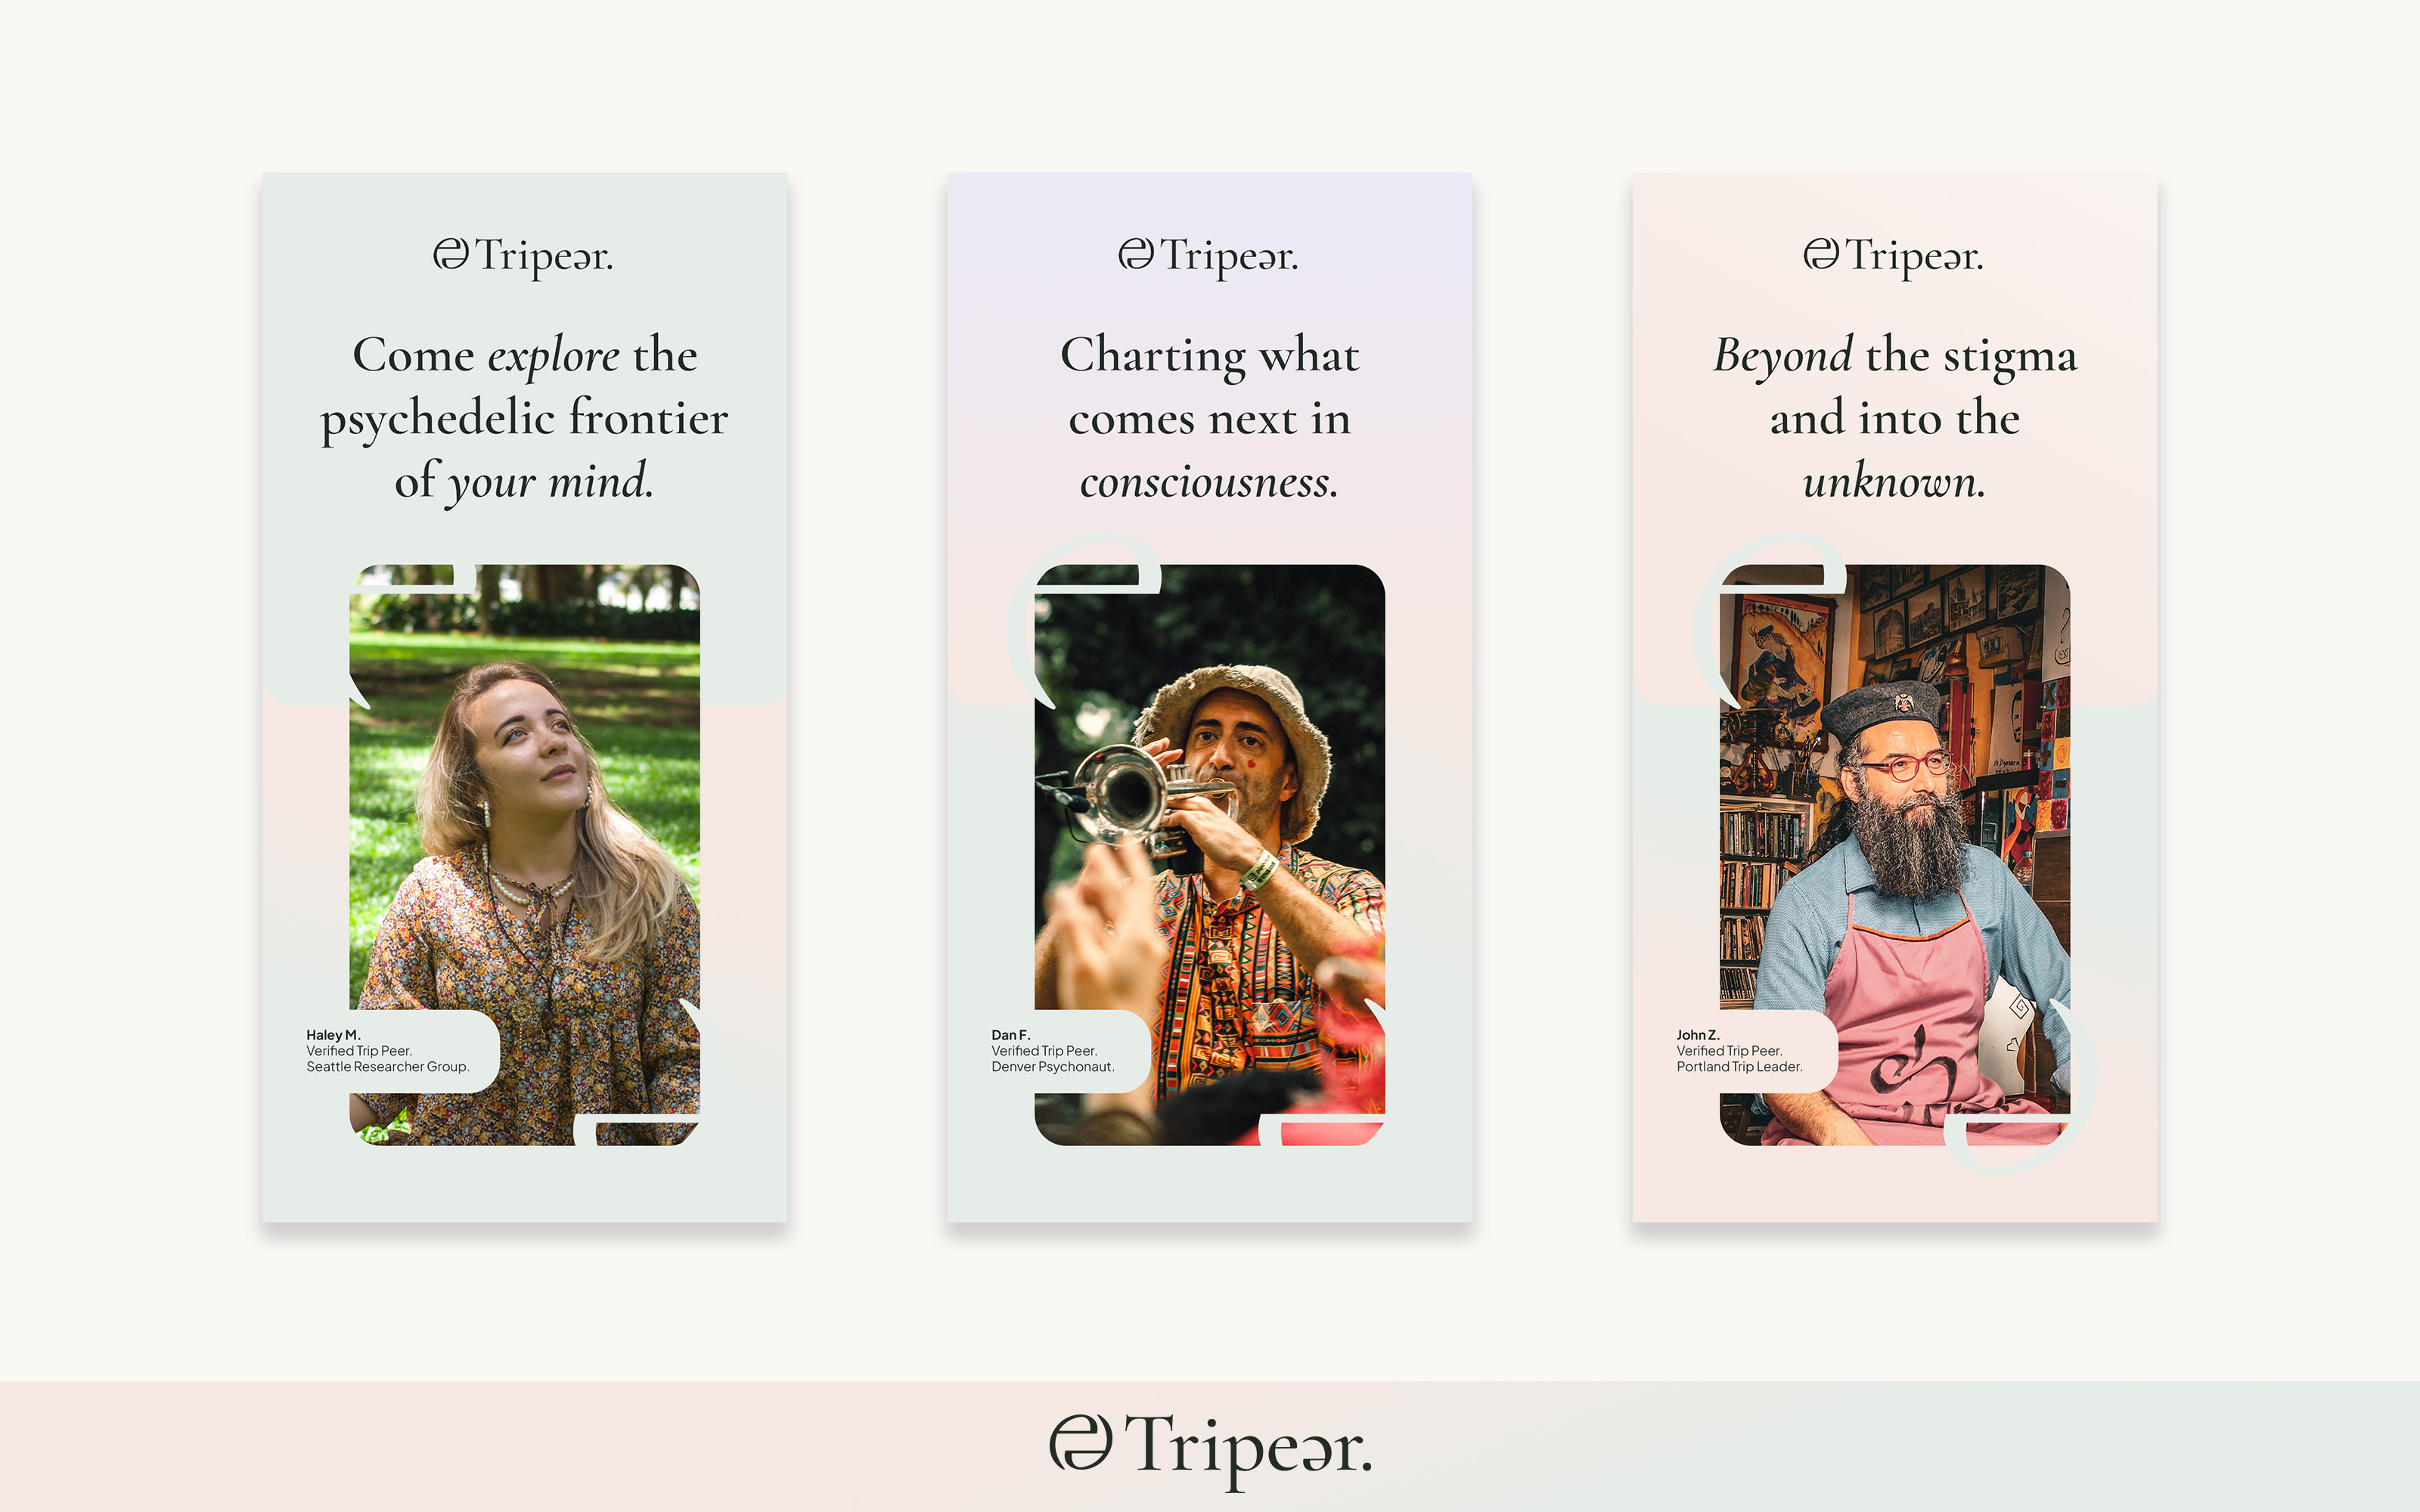 Tripeər.
Come explore the
psychedelic frontier
of your mind.
Haley M.
Verified Trip Peer.
Seattle Researcher Group.
Tripeər.
Charting what
comes next in
consciousness.
Dan F.
Verified Trip Peer.
Denver Psychonaut.
Tripeər.
Beyond the stigma
and into the
unknown.
John Z.
Verified Trip Peer.
Portland Trip Leader.
Tripeər.